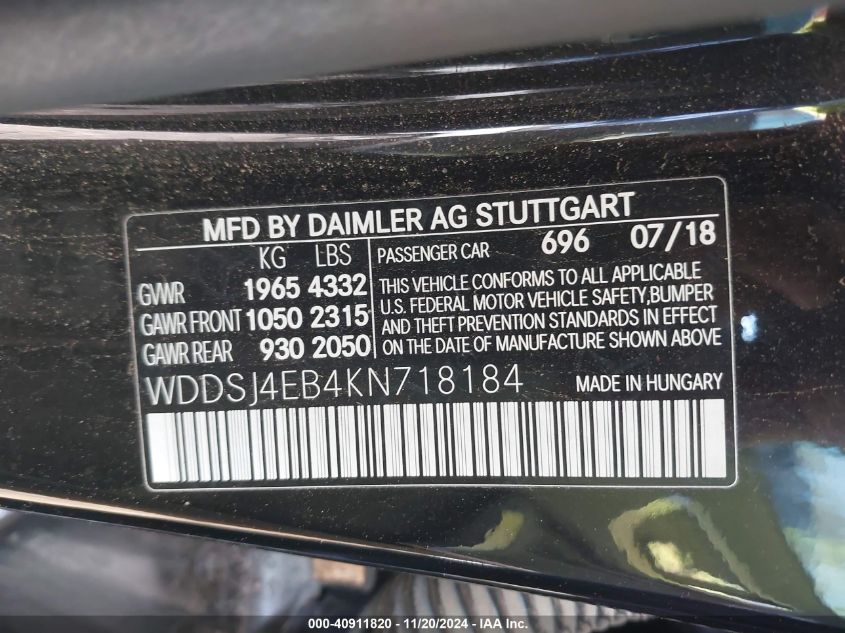 MFD BY DAIMLER AG STUTTGART
KG LBS
GWWR 1965 4332
GAWR FRONT 1050 2315
GAWR REAR 930 2050
PASSENGER CAR 696 07/18
THIS VEHICLE CONFORMS TO ALL APPLICABLE
U.S. FEDERAL MOTOR VEHICLE SAFETY, BUMPER
AND THEFT PREVENTION STANDARDS IN EFFECT
ON THE DATE OF MANUFACTURE SHOWN ABOVE
WDDSJ4EB4KN718184 MADE IN HUNGARY
000-40911820 - 11/20/2024 - IAA Inc.